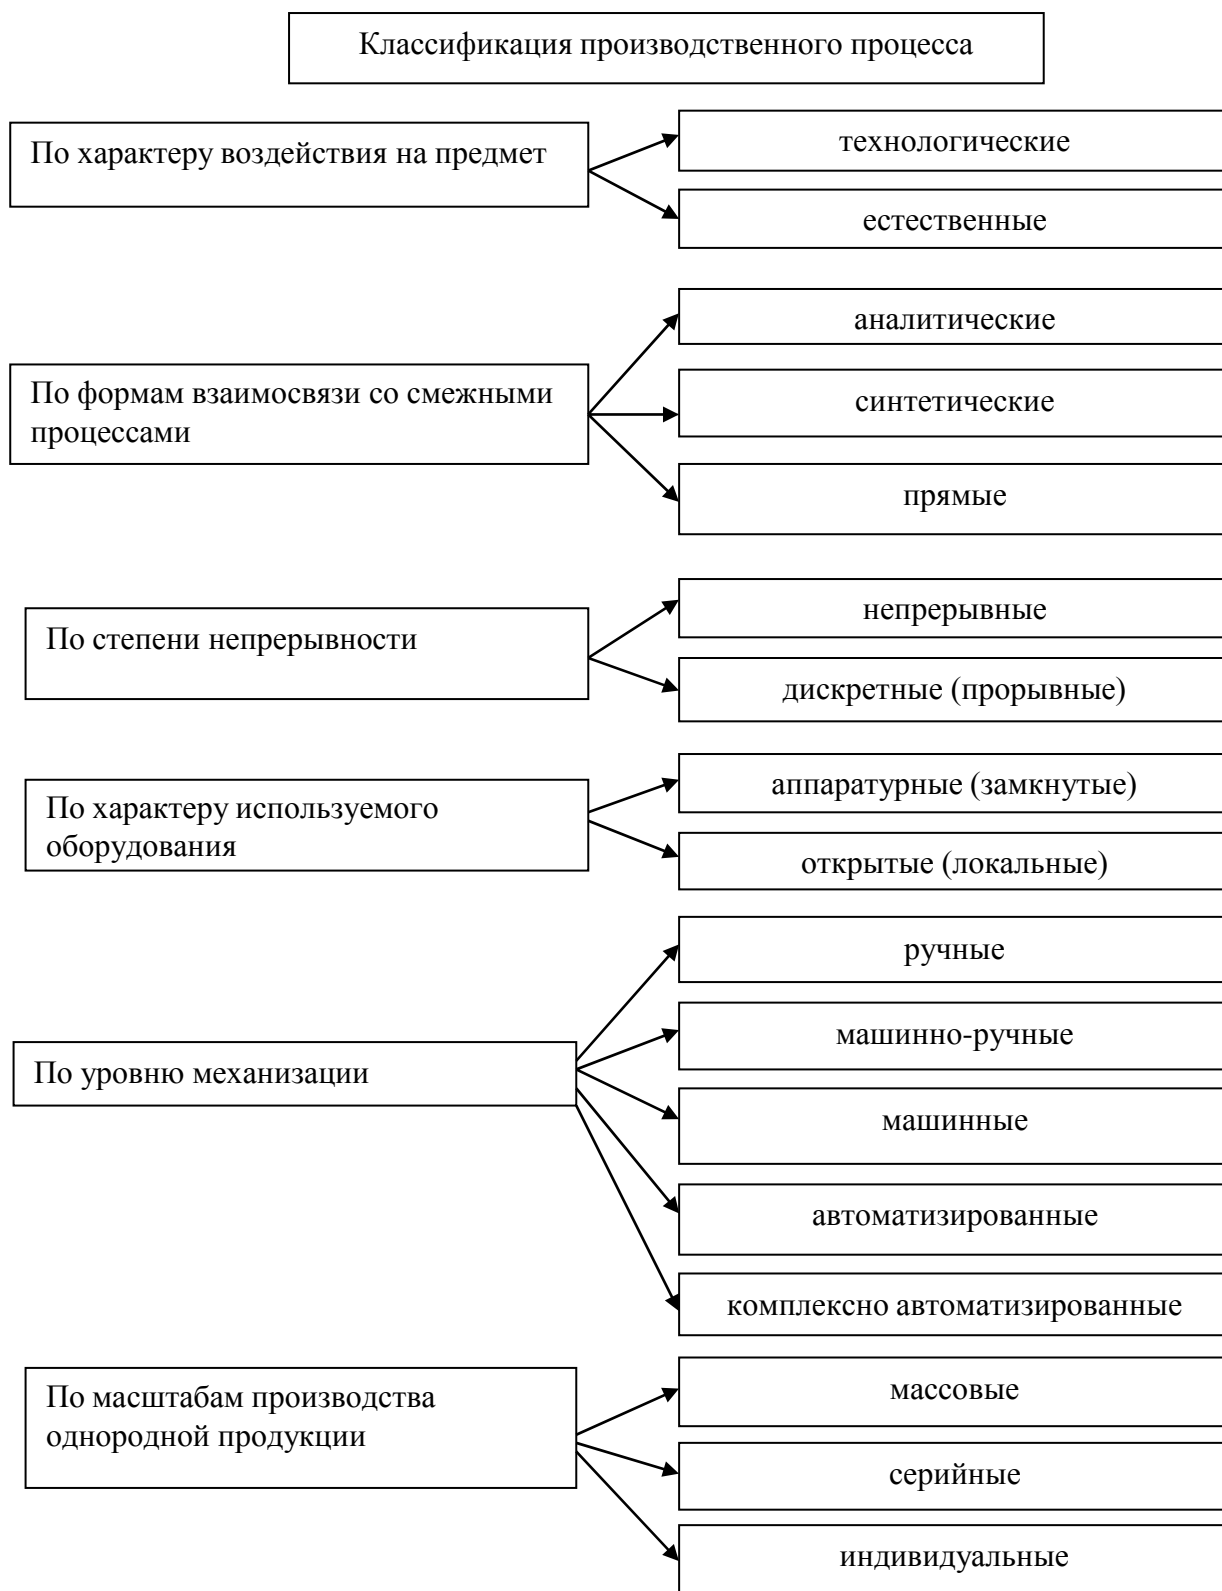 Классификация производственного процесса
По характеру воздействия на предмет
технологические
естественные
По формам взаимосвязи со смежными
процессами
аналитические
синтетические
прямые
По степени непрерывности
непрерывные
дискретные (прорывные)
По характеру используемого
оборудования
аппаратурные (замкнутые)
открытые (локальные)
По уровню механизации
ручные
машинно-ручные
машинные
автоматизированные
комплексно автоматизированные
По масштабам производства
однородной продукции
массовые
серийные
индивидуальные